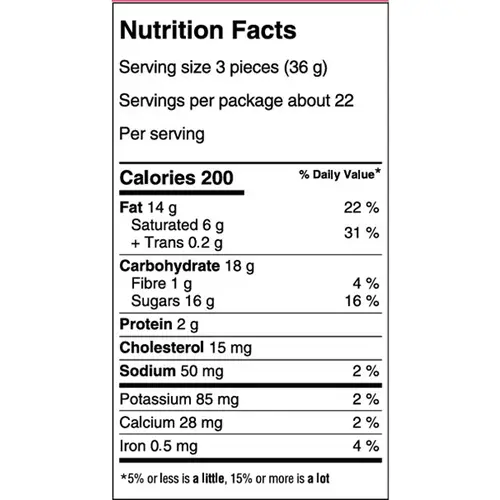 Nutrition Facts
Serving size 3 pieces (36 g)
Servings per package about 22
Per serving
Calories 200 % Daily Value*
Fat 14 g 22 %
Saturated 6 g
+ Trans 0.2 g 31 %
Carbohydrate 18 g
Fibre 1 g 4 %
Sugars 16 g 16 %
Protein 2 g
Cholesterol 15 mg
Sodium 50 mg 2 %
Potassium 85 mg 2 %
Calcium 28 mg 2 %
Iron 0.5 mg 4 %
*5% or less is a little, 15% or more is a lot